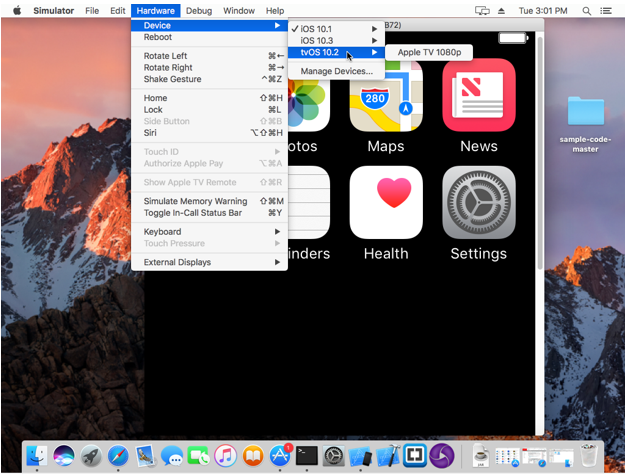 Simulator File Edit Hardware Debug Window Help Tue 3:01 PM
Device
Reboot
Rotate Left ⌘←
Rotate Right ⌘→
Shake Gesture ^⌘Z
Home ⇧⌘H
Lock ⌘L
Side Button ⇧⌘B
Siri ⌥⇧⌘H
Touch ID
Authorize Apple Pay ⌥⌘A
Show Apple TV Remote ⇧⌘R
Simulate Memory Warning ⇧⌘M
Toggle In-Call Status Bar ⌘Y
Keyboard
Touch Pressure
External Displays
✓ iOS 10.1
iOS 10.3
tvOS 10.2
Manage Devices...
Apple TV 1080p
B72)
280
otos Maps News
inders Health Settings
sample-code-
master
1